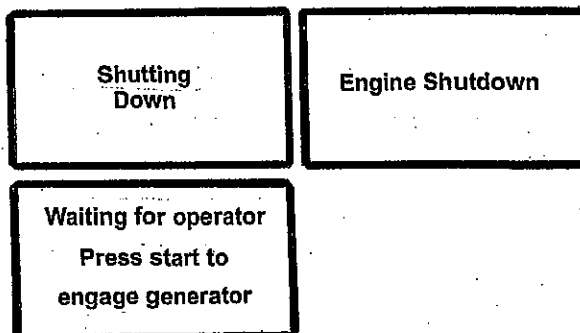 Shutting
Down
Engine Shutdown
Waiting for operator
Press start to
engage generator